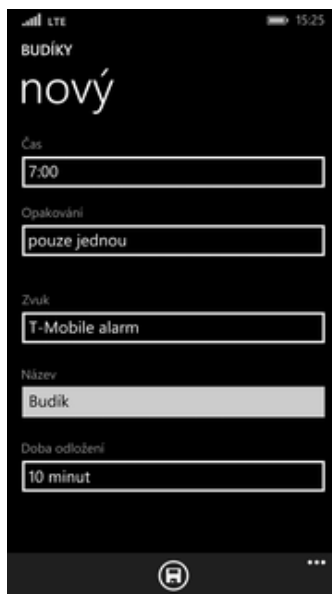 LTE 15:25
BUDÍKY
nový
Čas
7:00
Opakování
pouze jednou
Zvuk
T-Mobile alarm
Název
Budík
Doba odložení
10 minut